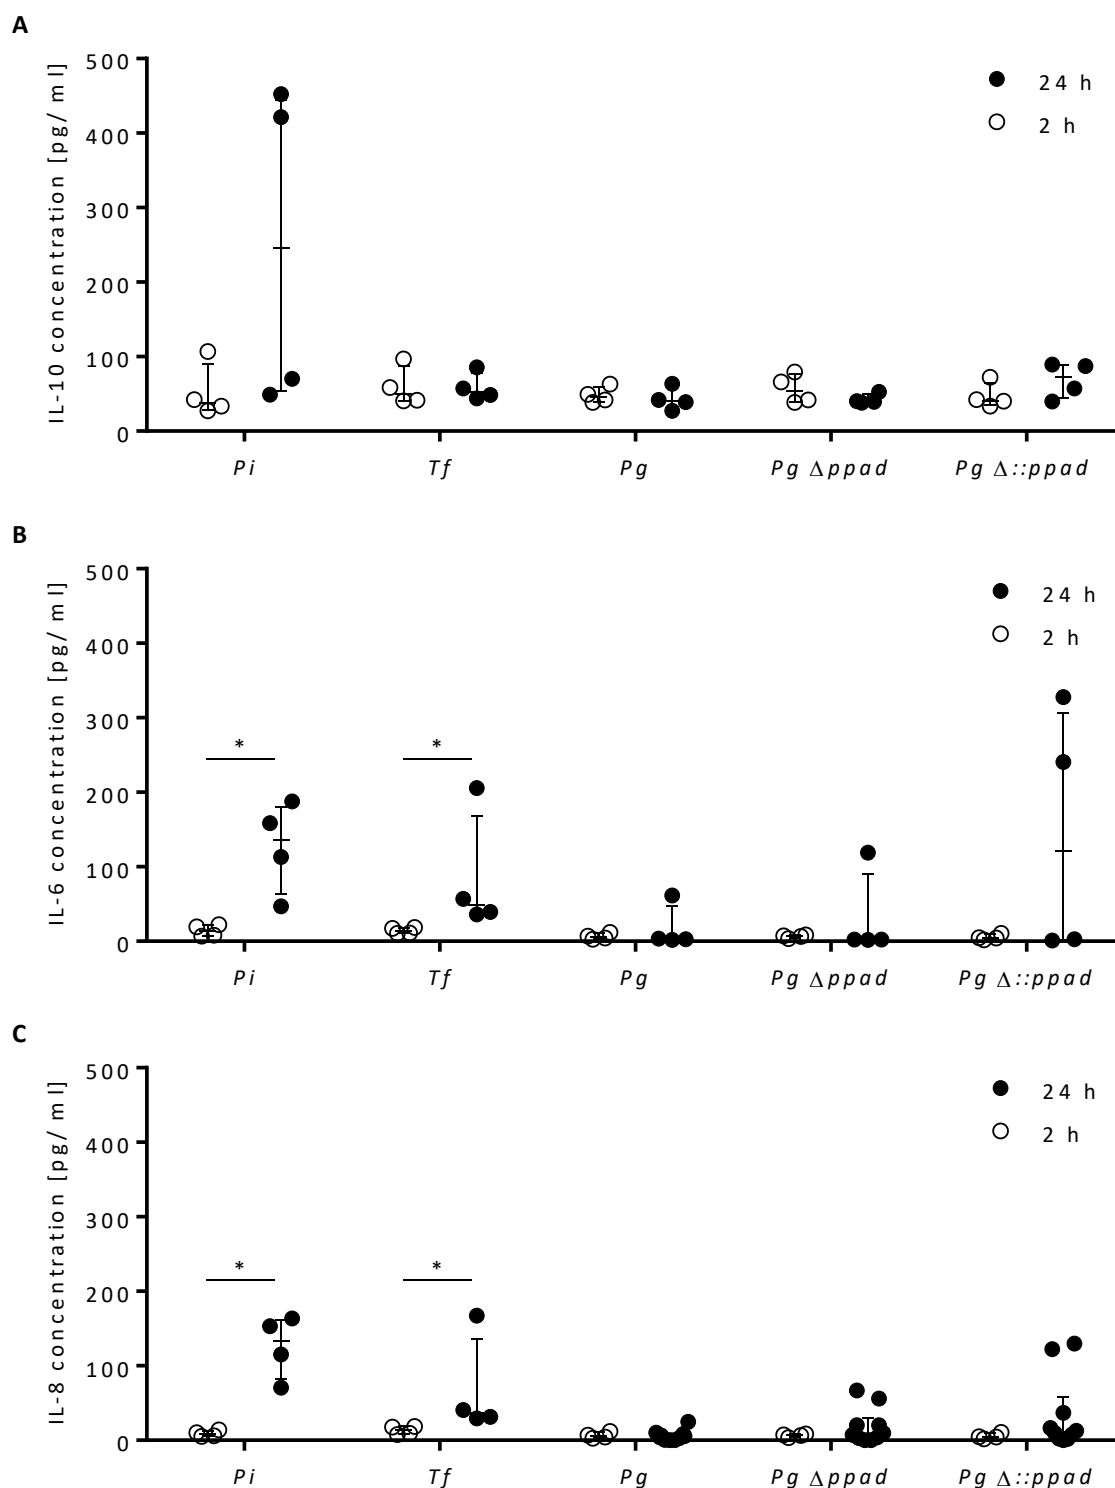 A
IL-10 concentration [pg/ml]
500
400
300
200
100
0
24 h
2 h
Pi
Tf
Pg
Pg Δppad
Pg Δ::ppad
B
IL-6 concentration [pg/ml]
500
400
300
200
100
0
24 h
2 h
*
*
Pi
Tf
Pg
Pg Δppad
Pg Δ::ppad
C
IL-8 concentration [pg/ml]
500
400
300
200
100
0
24 h
2 h
*
*
Pi
Tf
Pg
Pg Δppad
Pg Δ::ppad